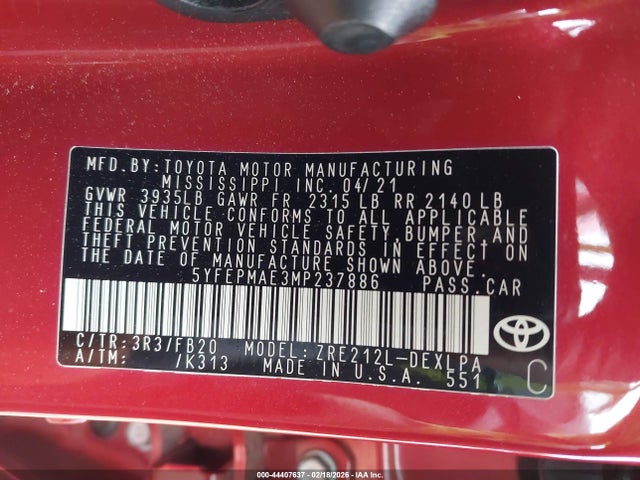 MFD.BY:TOYOTA MOTOR MANUFACTURING
MISSISSIPPI INC. 04/21
GVWR 3935LB GAWR FR 2315 LB RR 2140 LB
THIS VEHICLE CONFORMS TO ALL APPLICABLE
FEDERAL MOTOR VEHICLE SAFETY, BUMPER, AND
THEFT PREVENTION STANDARDS IN EFFECT ON
THE DATE OF MANUFACTURE SHOWN ABOVE.
5YFEPMAE3MP237886 PASS.CAR
C/TR:3R3/FB20 MODEL: ZRE212L-DEXLPA
A/TM: /K313 MADE IN U.S.A. 551
TOYOTA
C
000-44407637 - 02/18/2026 - IAA Inc.